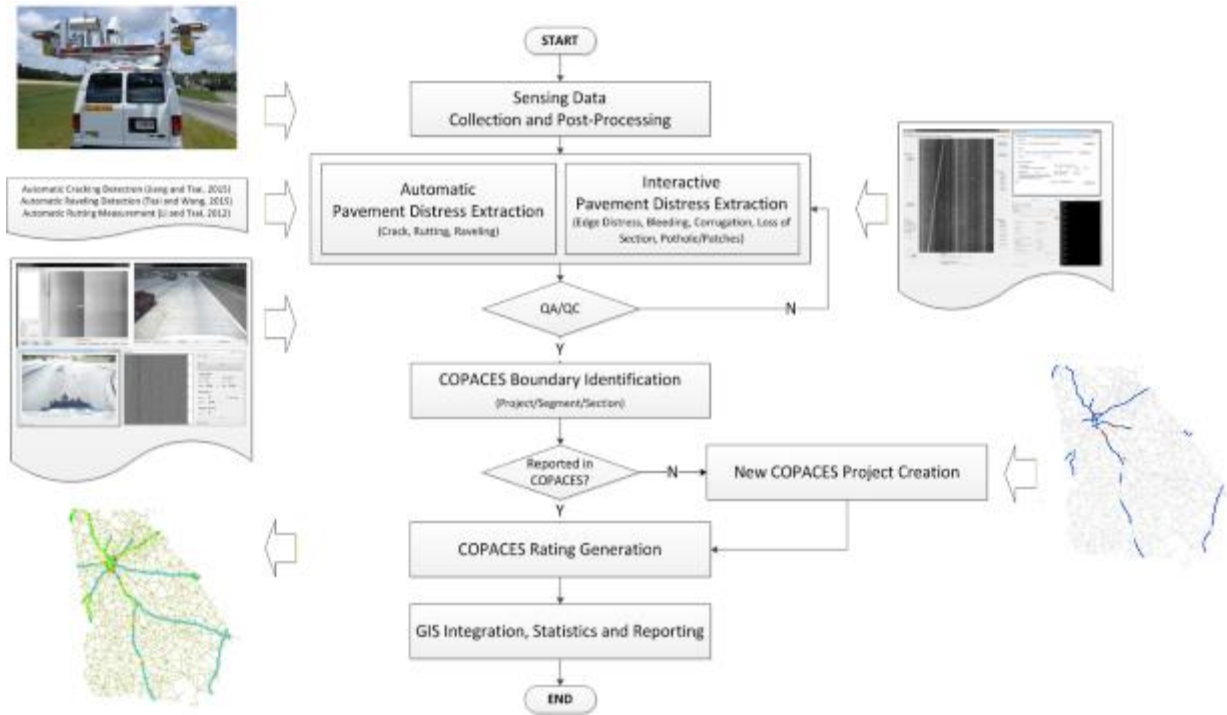 START
Sensing Data
Collection and Post-Processing
Automatic Cracking Detection (Jiang and Tsai, 2015)
Automatic Raveling Detection (Tsai and Wang, 2015)
Automatic Rutting Measurement (Li and Tsai, 2012)
Automatic
Pavement Distress Extraction
(Crack, Rutting, Raveling)
Interactive
Pavement Distress Extraction
(Edge Distress, Bleeding, Corrugation, Loss of
Section, Pothole/Patches)
QA/QC
N
Y
COPACES Boundary Identification
(Project/Segment/Section)
Reported in
COPACES?
N
New COPACES Project Creation
Y
COPACES Rating Generation
GIS Integration, Statistics and Reporting
END